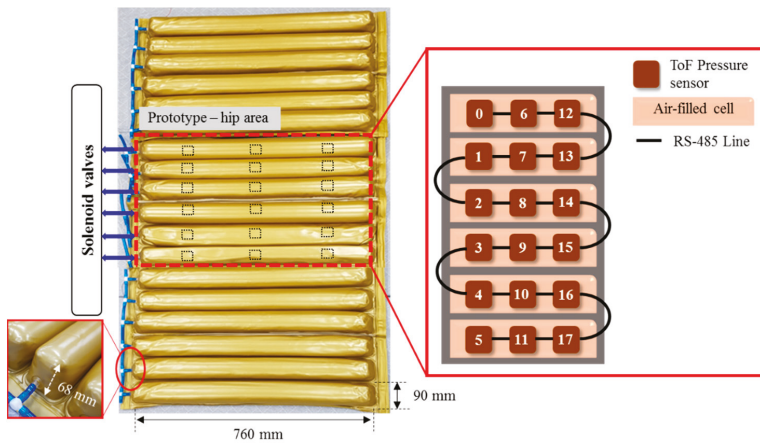 Solenoid valves
Prototype – hip area
68 mm
760 mm
90 mm
0 6 12
1 7 13
2 8 14
3 9 15
4 10 16
5 11 17
ToF Pressure
sensor
Air-filled cell
RS-485 Line